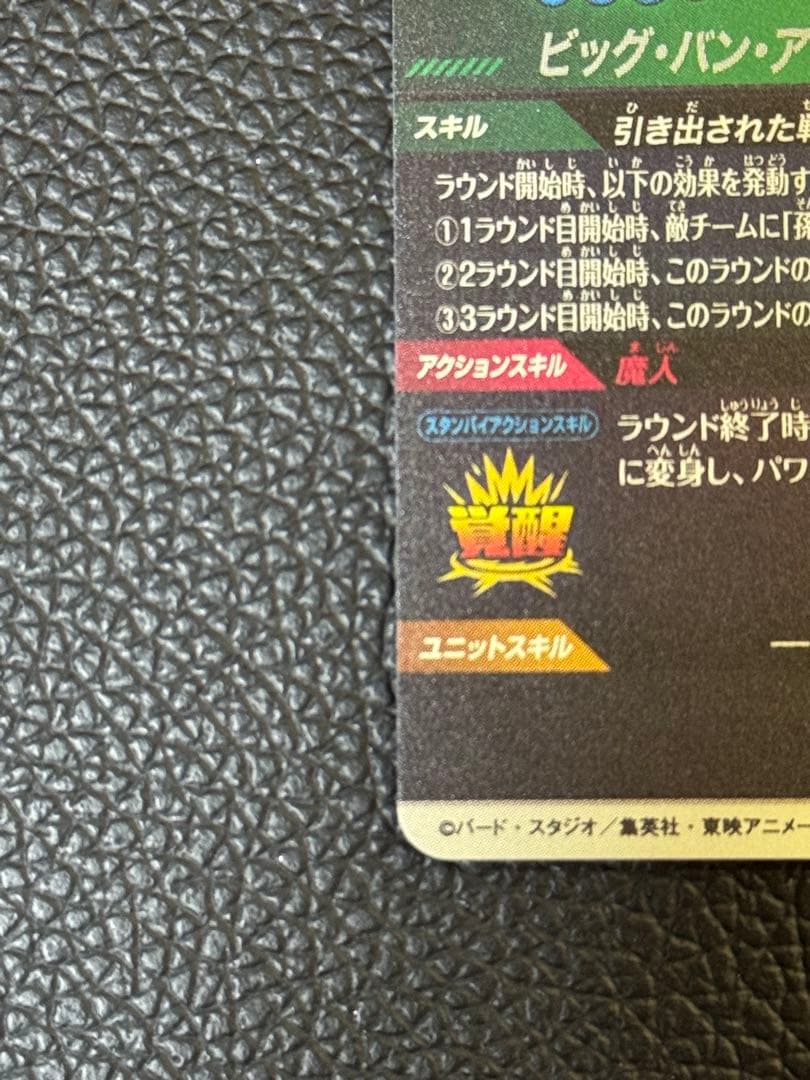 ビッグ・バン・ア
スキル 引き出された
ラウンド開始時、以下の効果を発動す
①1ラウンド目開始時、敵チームに「孫
②2ラウンド目開始時、このラウンドの
③3ラウンド目開始時、このラウンドの
アクションスキル 魔人
スタンバイアクションスキル ラウンド終了時
に変身し、パワ
覚醒
ユニットスキル ー
©バード・スタジオ／集英社・東映アニメー